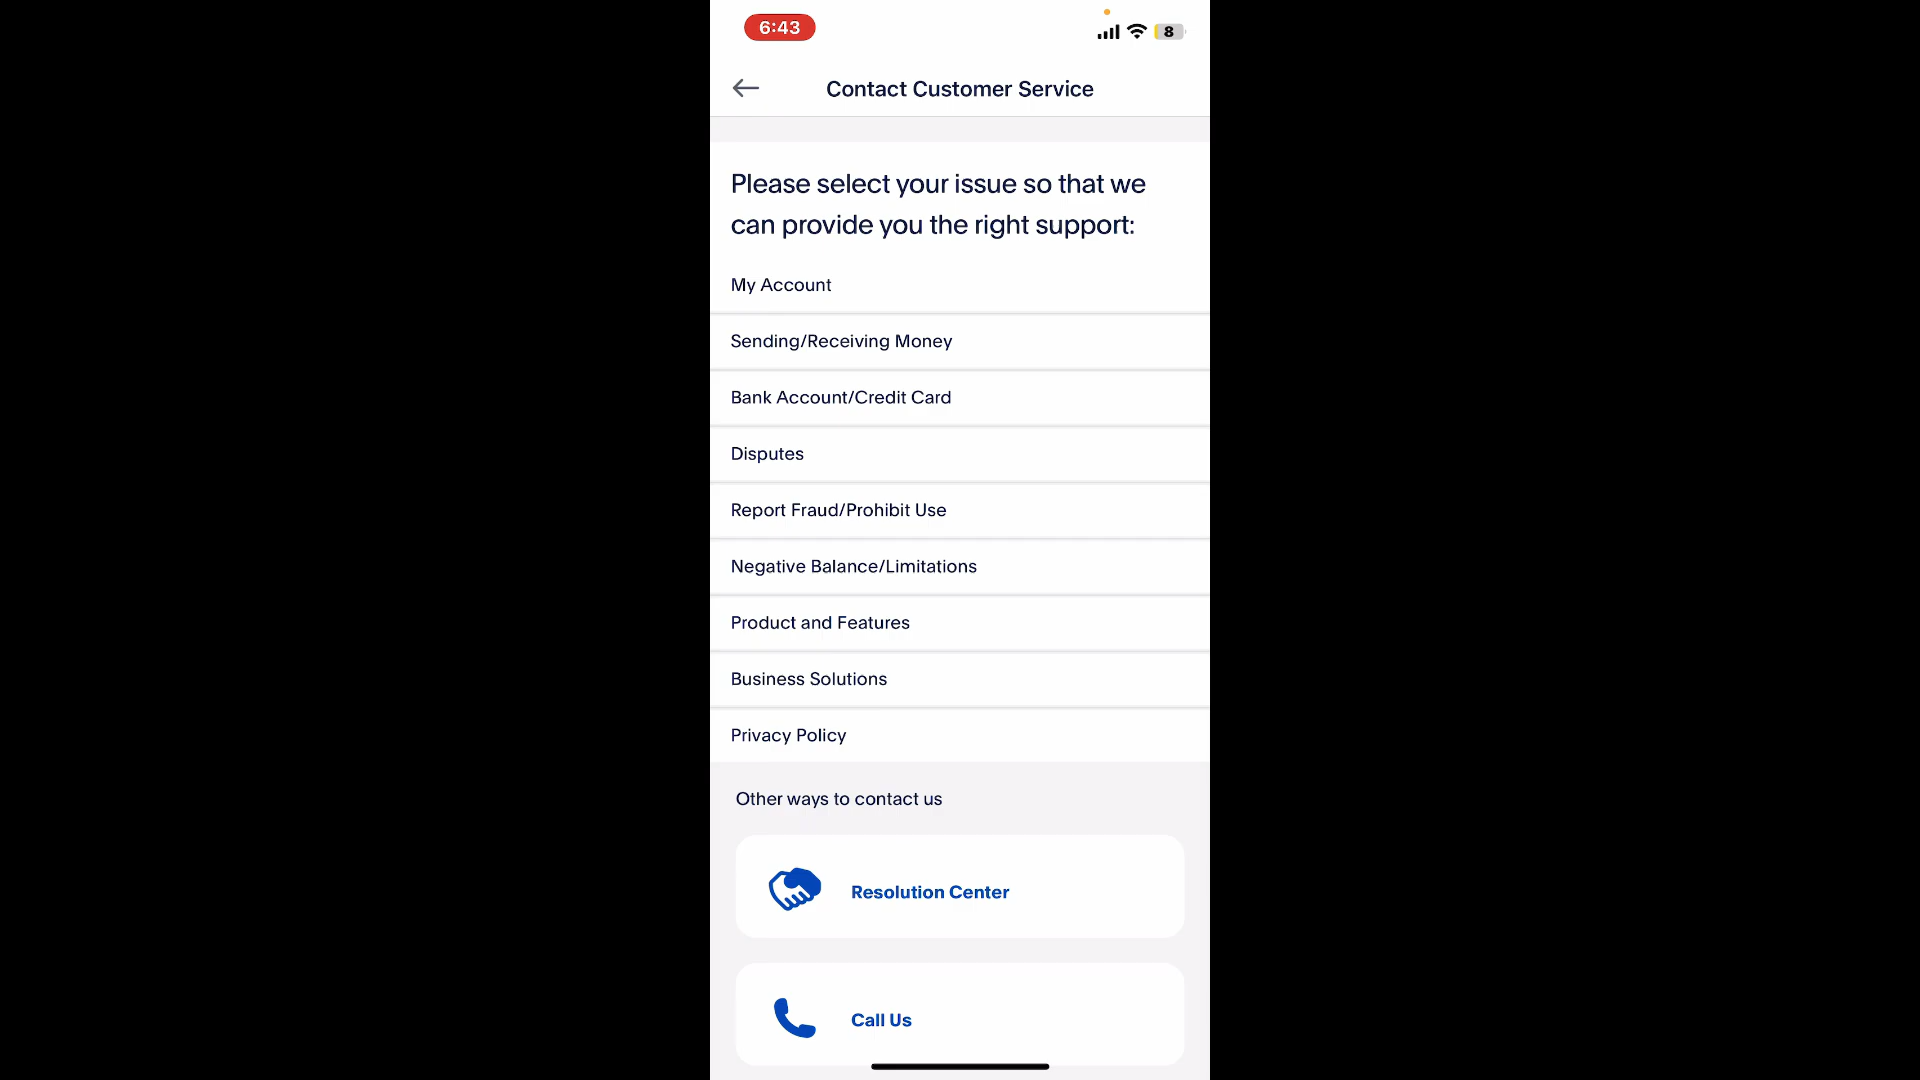 6:43
8
Contact Customer Service
Please select your issue so that we
can provide you the right support:
My Account
Sending/Receiving Money
Bank Account/Credit Card
Disputes
Report Fraud/Prohibit Use
Negative Balance/Limitations
Product and Features
Business Solutions
Privacy Policy
Other ways to contact us
Resolution Center
Call Us